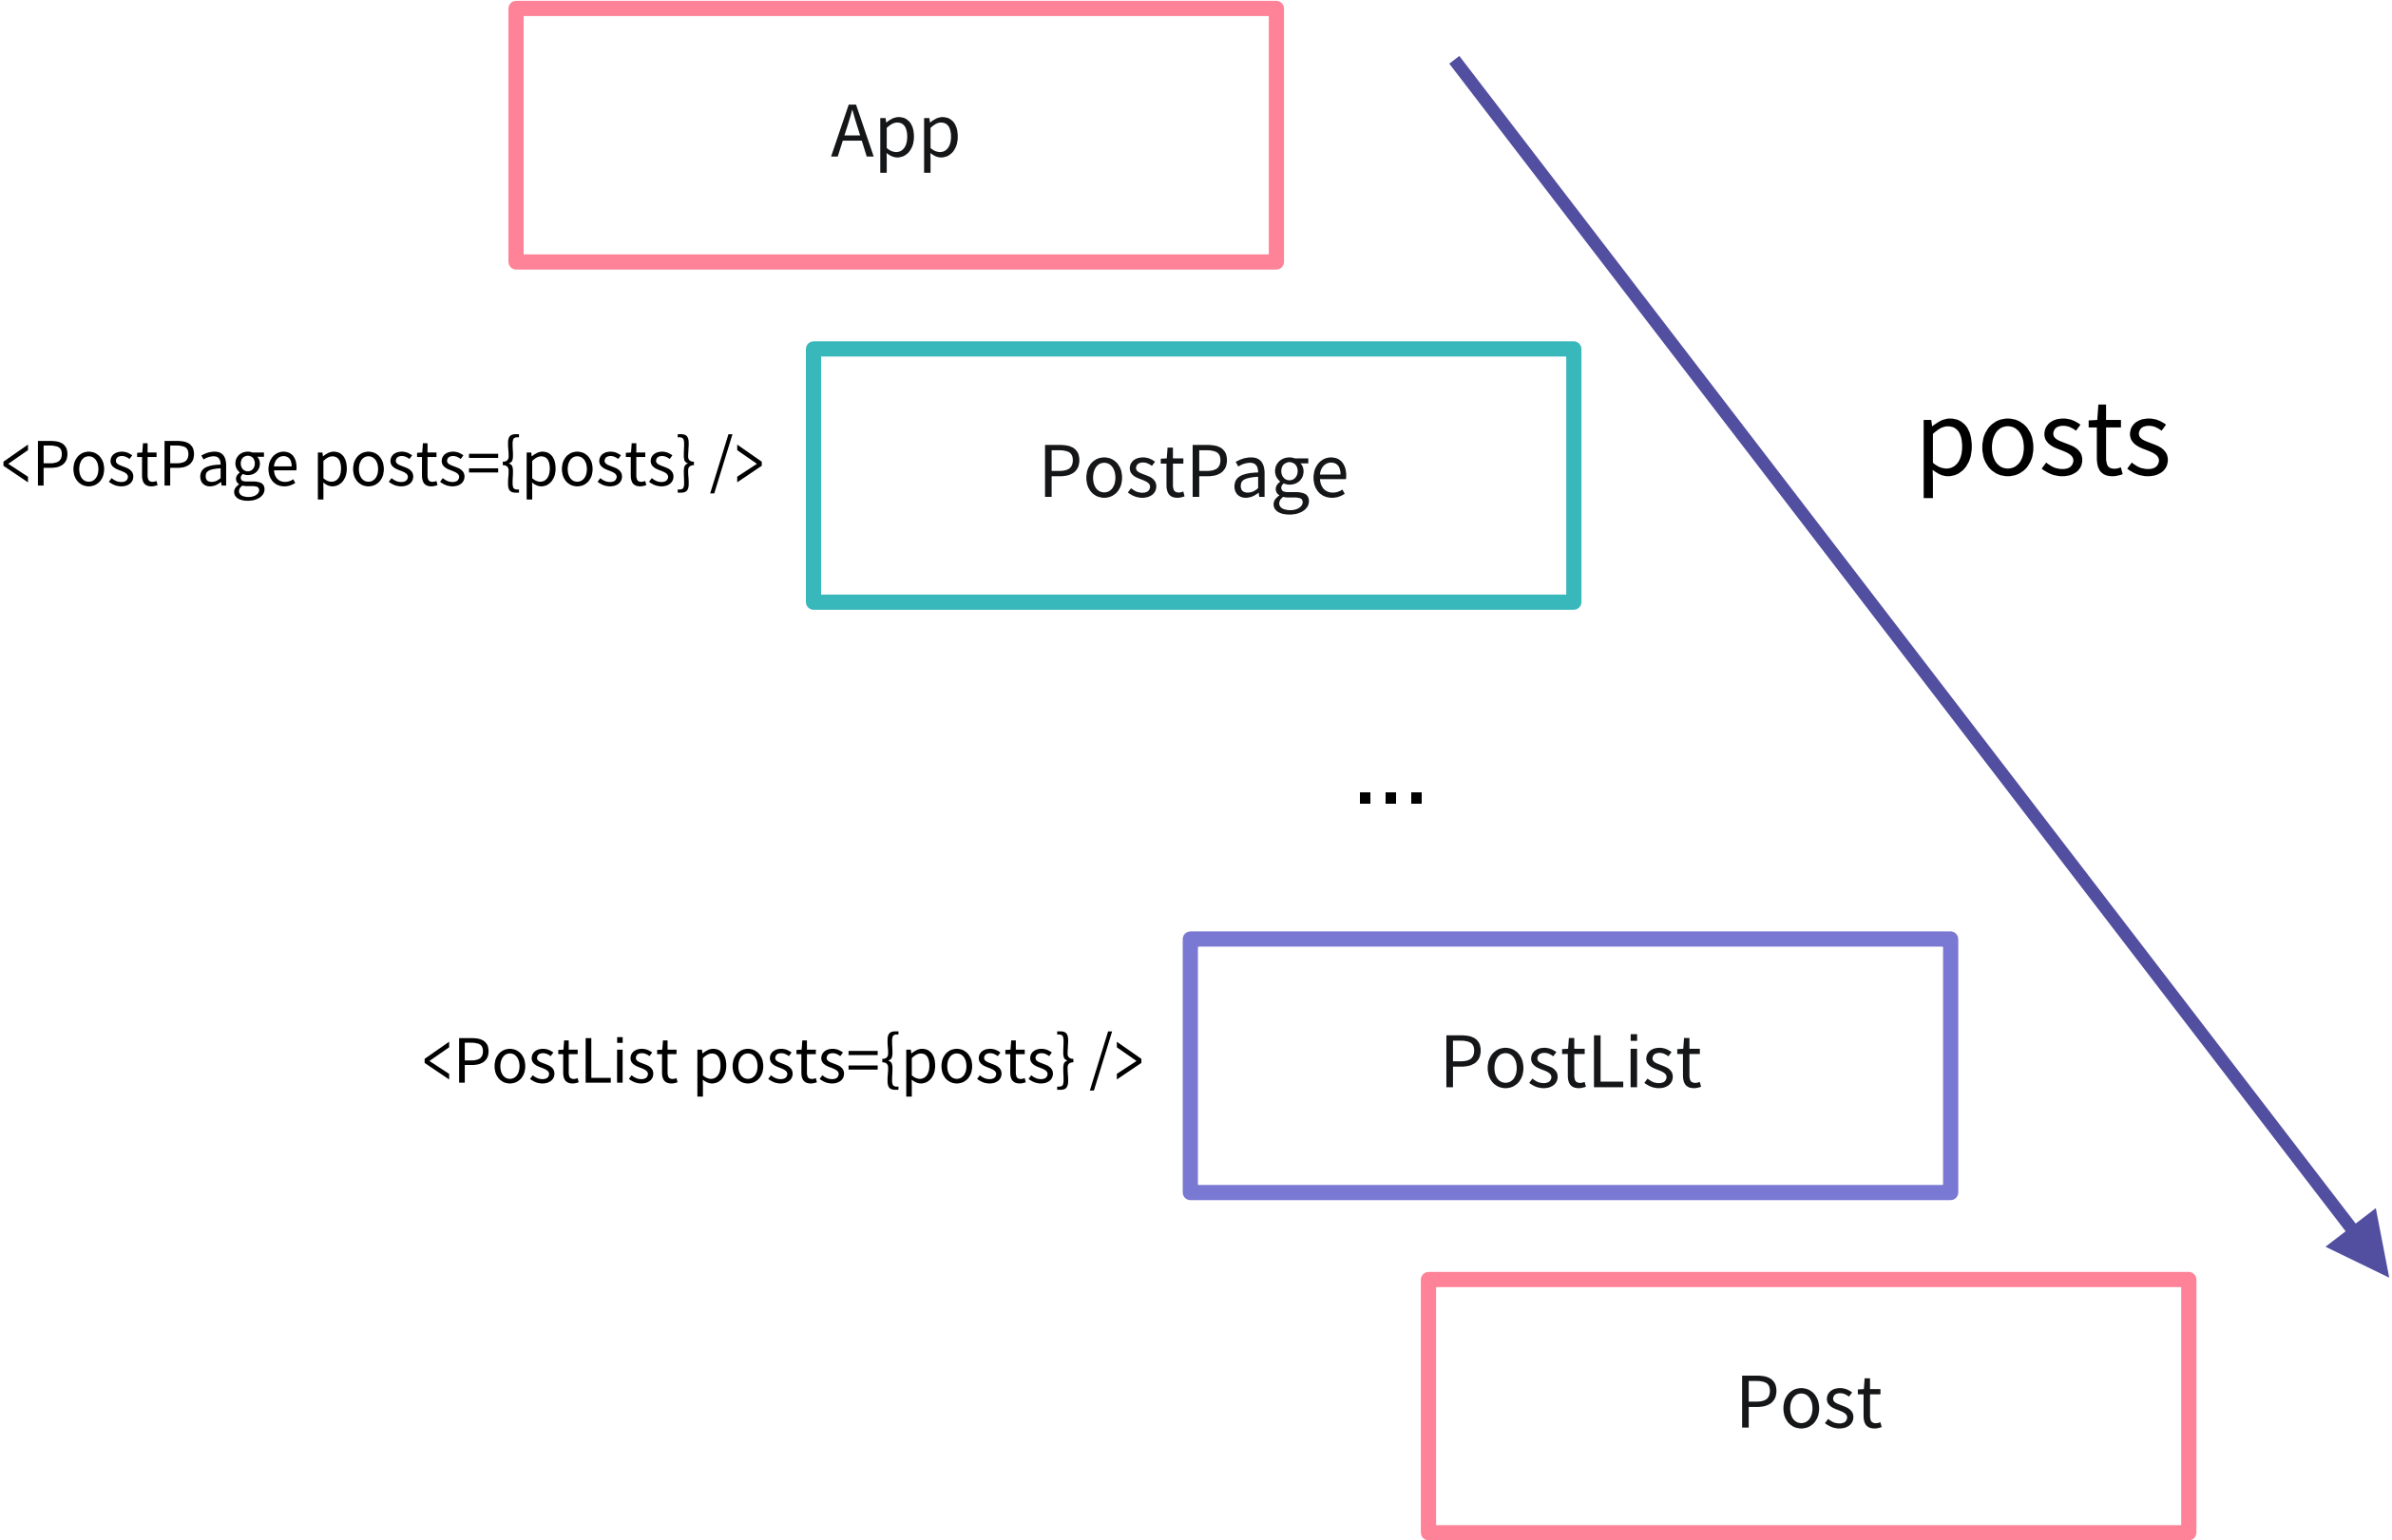 App
posts
<PostPage posts={posts} />
PostPage
...
<PostList posts={posts} />
PostList
Post